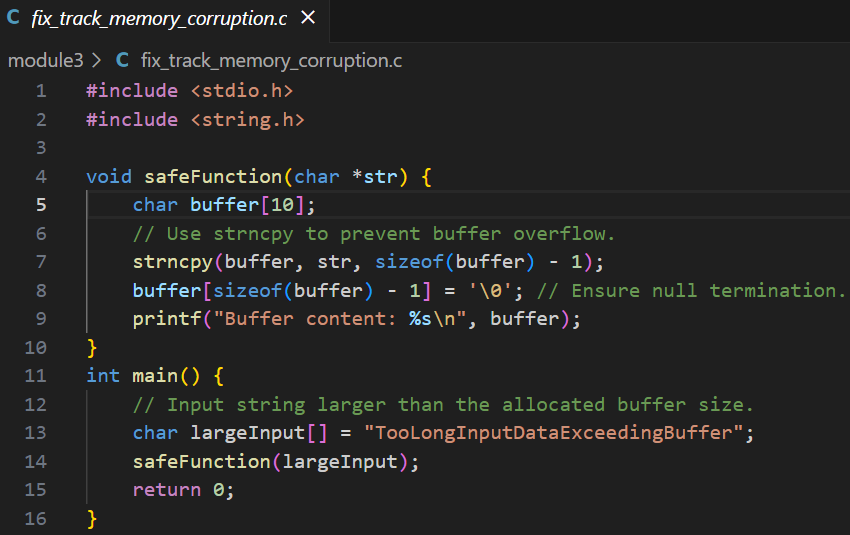 fix_track_memory_corruption.c
module3 > fix_track_memory_corruption.c
1 #include <stdio.h>
2 #include <string.h>
3
4 void safeFunction(char *str) {
5     char buffer[10];
6     // Use strncpy to prevent buffer overflow.
7     strncpy(buffer, str, sizeof(buffer) - 1);
8     buffer[sizeof(buffer) - 1] = '\0'; // Ensure null termination.
9     printf("Buffer content: %s\n", buffer);
10 }
11 int main() {
12     // Input string larger than the allocated buffer size.
13     char largeInput[] = "TooLongInputDataExceedingBuffer";
14     safeFunction(largeInput);
15     return 0;
16 }